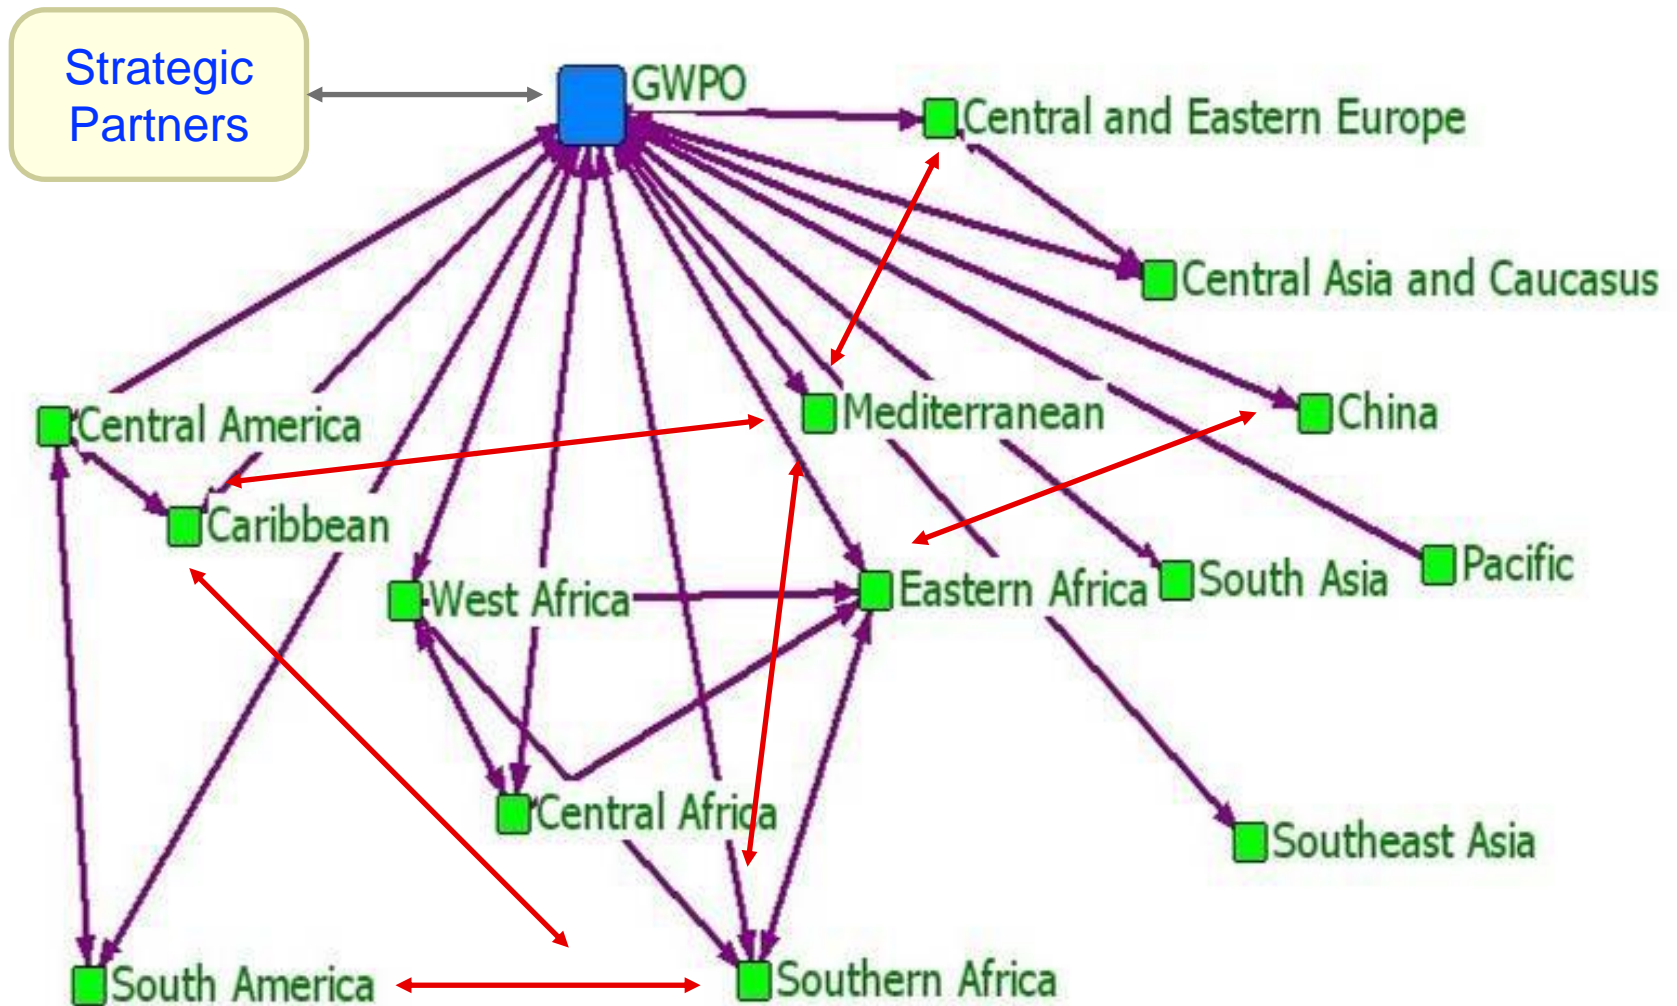 Strategic
Partners
GWPO
Central and Eastern Europe
Central Asia and Caucasus
Central America
Mediterranean
China
Caribbean
West Africa
Eastern Africa
South Asia
Pacific
Central Africa
Southeast Asia
South America
Southern Africa